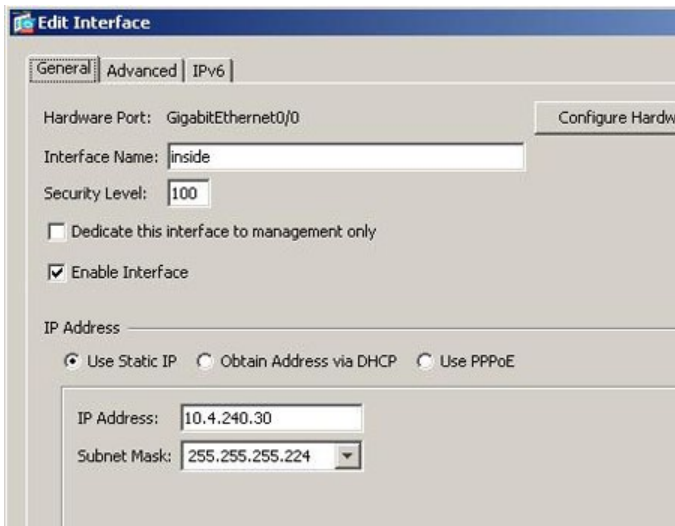 Edit Interface
General Advanced IPv6
Hardware Port: GigabitEthernet0/0 Configure Hardw
Interface Name: inside
Security Level: 100
Dedicate this interface to management only
Enable Interface
IP Address
Use Static IP Obtain Address via DHCP Use PPPoE
IP Address: 10.4.240.30
Subnet Mask: 255.255.255.224